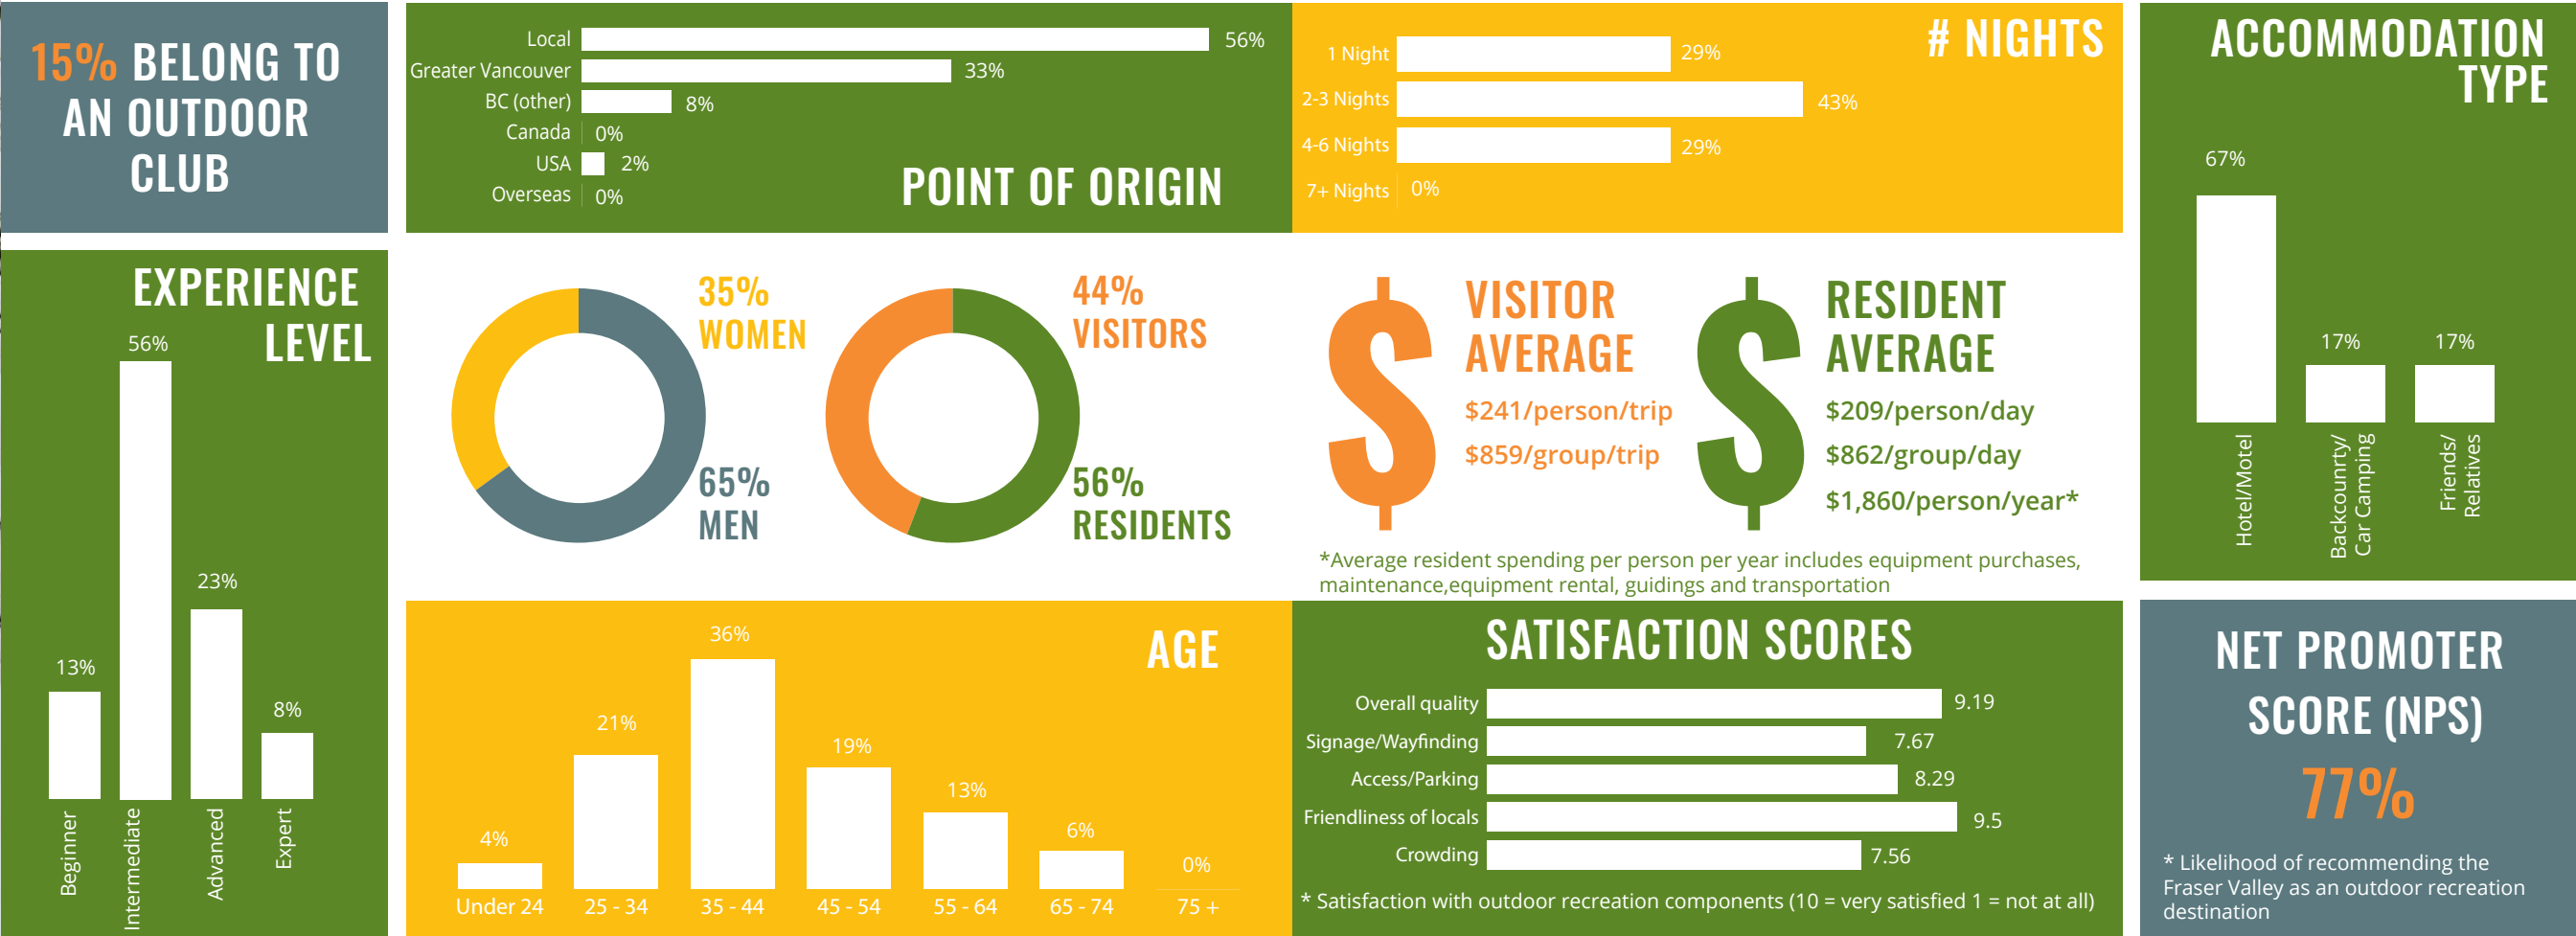 15% BELONG TO
AN OUTDOOR
CLUB
Local 56%
Greater Vancouver 33%
BC (other) 8%
Canada 0%
USA 2%
Overseas 0%
POINT OF ORIGIN
# NIGHTS
1 Night 29%
2-3 Nights 43%
4-6 Nights 29%
7+ Nights 0%
ACCOMMODATION
TYPE
67%
17%
17%
Hotel/Motel
Backcounrty/
Car Camping
Friends/
Relatives
EXPERIENCE
LEVEL
56%
23%
13%
8%
Beginner
Intermediate
Advanced
Expert
35%
WOMEN
65%
MEN
44%
VISITORS
56%
RESIDENTS
$
VISITOR
AVERAGE
$241/person/trip
$859/group/trip
$
RESIDENT
AVERAGE
$209/person/day
$862/group/day
$1,860/person/year*
*Average resident spending per person per year includes equipment purchases,
maintenance,equipment rental, guidings and transportation
AGE
4%
21%
36%
19%
13%
6%
0%
Under 24
25 - 34
35 - 44
45 - 54
55 - 64
65 - 74
75 +
SATISFACTION SCORES
Overall quality 9.19
Signage/Wayfinding 7.67
Access/Parking 8.29
Friendliness of locals 9.5
Crowding 7.56
* Satisfaction with outdoor recreation components (10 = very satisfied 1 = not at all)
NET PROMOTER
SCORE (NPS)
77%
* Likelihood of recommending the
Fraser Valley as an outdoor recreation
destination